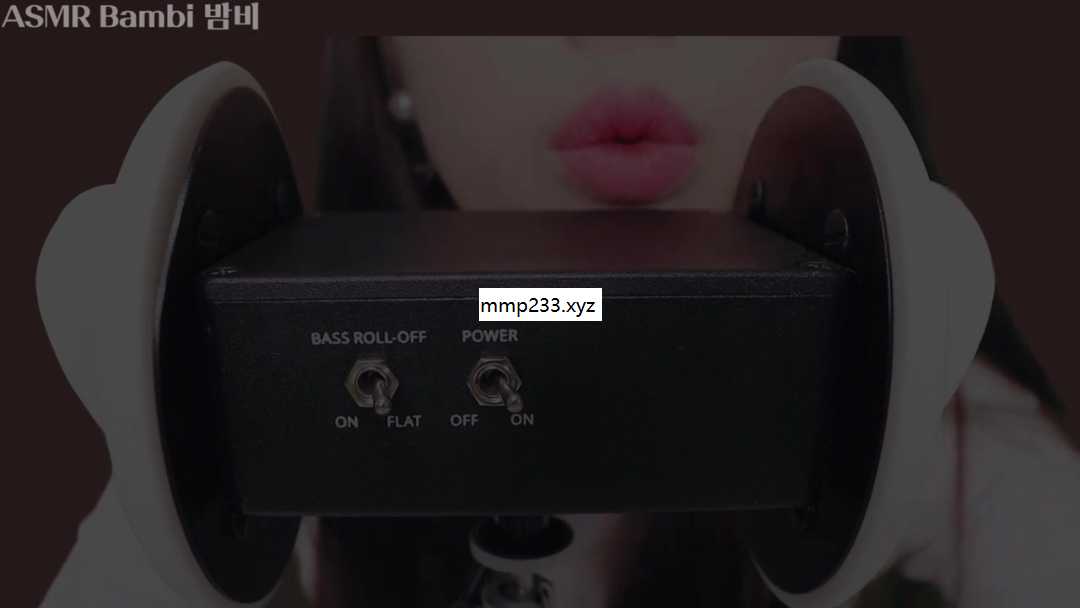 ASMR Bambi 밤비
mmp233.xyz
BASS ROLL-OFF POWER
ON FLAT OFF ON